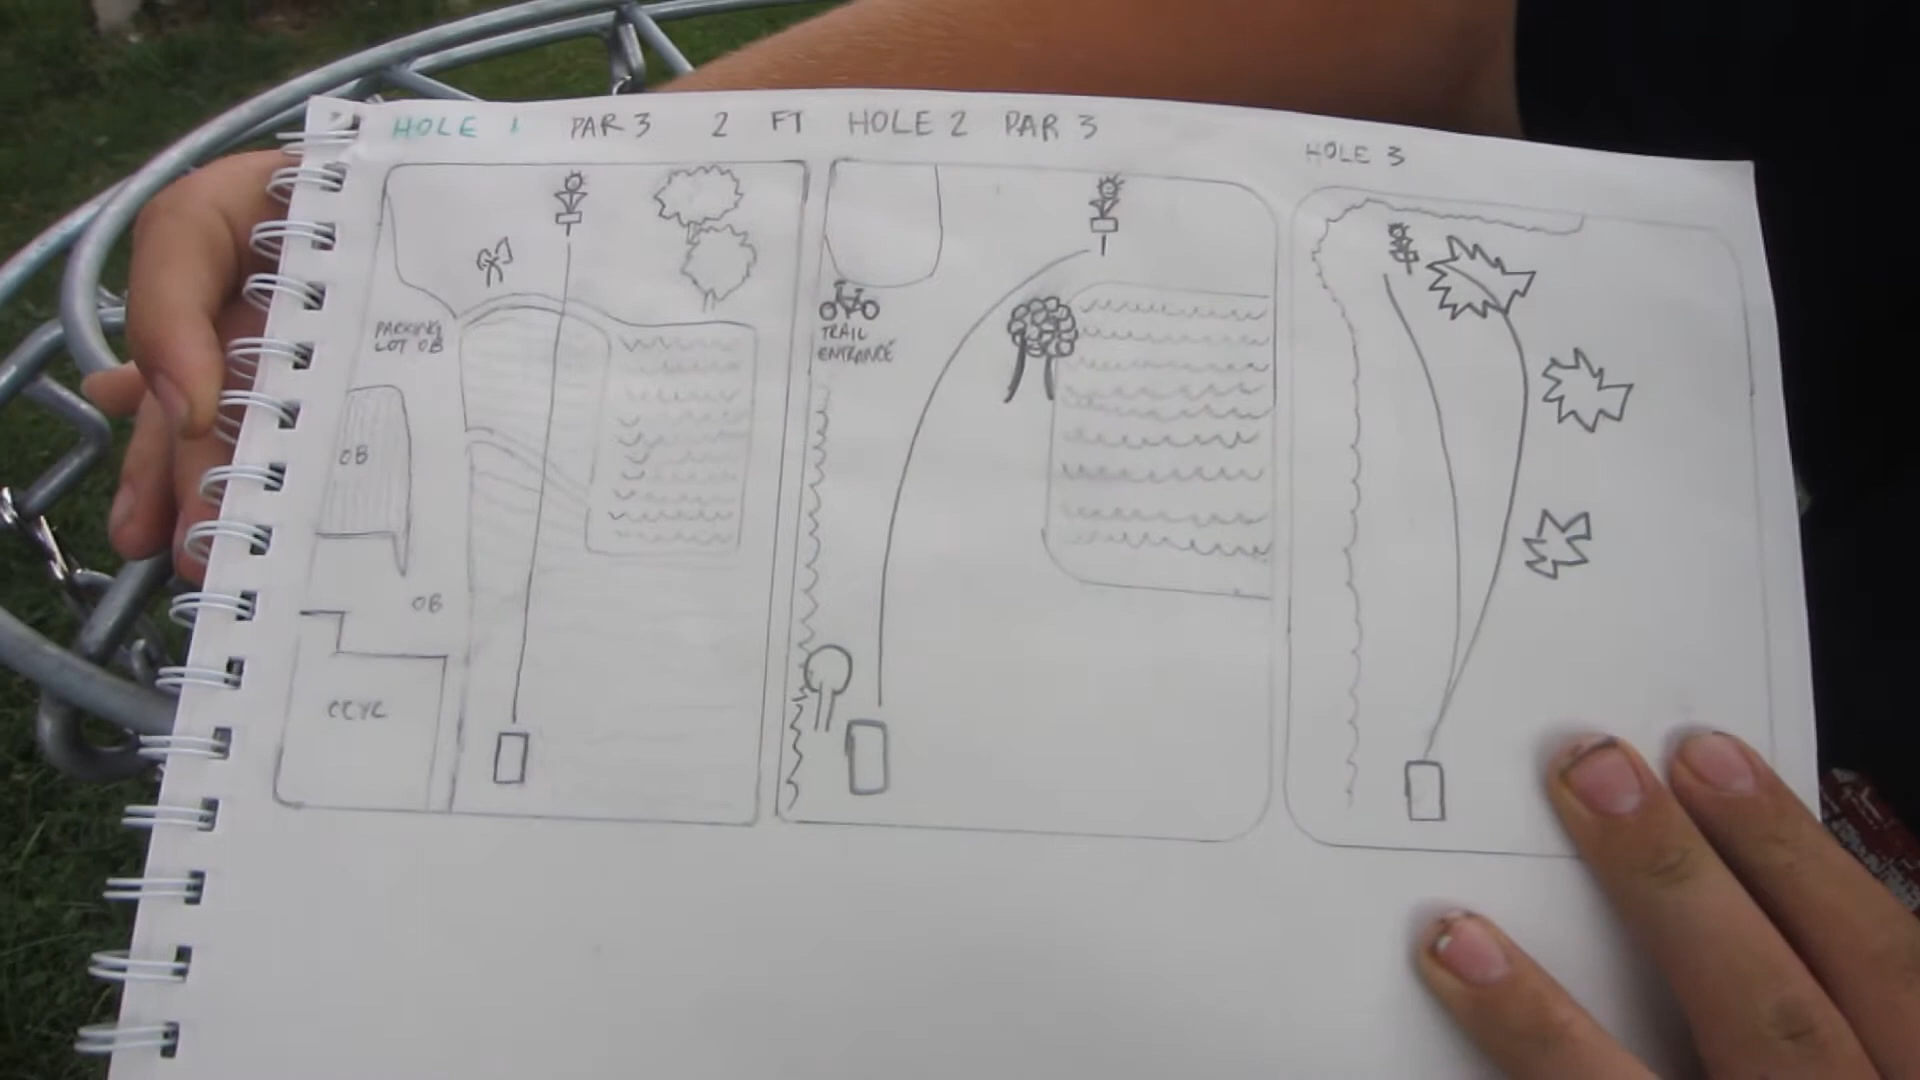 HOLE 1 PAR 3 2 FT HOLE 2 PAR 3
HOLE 3
PARKING
LOT OB
OB
OB
CCYC
TRAIL
ENTRANCE